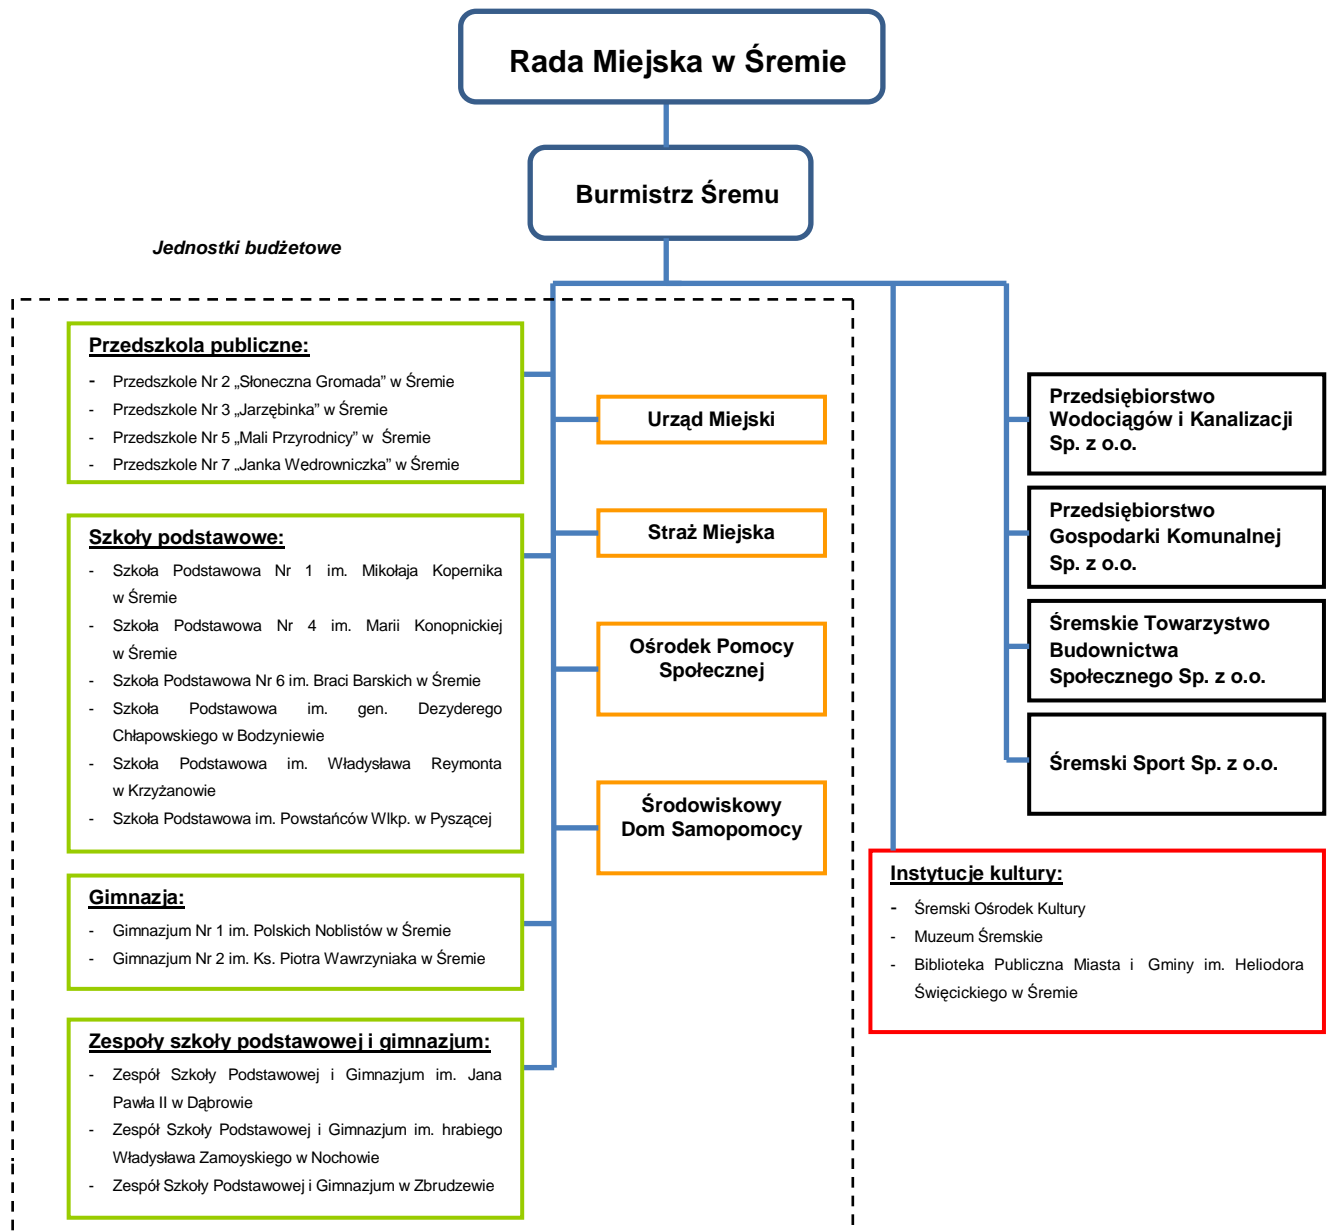 Rada Miejska w Śremie
Burmistrz Śremu
Jednostki budżetowe
Przedszkola publiczne:
- Przedszkole Nr 2 „Słoneczna Gromada” w Śremie
- Przedszkole Nr 3 „Jarzębinka” w Śremie
- Przedszkole Nr 5 „Mali Przyrodnicy” w Śremie
- Przedszkole Nr 7 „Janka Wędrowniczka” w Śremie
Szkoły podstawowe:
- Szkoła Podstawowa Nr 1 im. Mikołaja Kopernika
w Śremie
- Szkoła Podstawowa Nr 4 im. Marii Konopnickiej
w Śremie
- Szkoła Podstawowa Nr 6 im. Braci Barskich w Śremie
- Szkoła Podstawowa im. gen. Dezyderego
Chłapowskiego w Bodzyniewie
- Szkoła Podstawowa im. Władysława Reymonta
w Krzyżanowie
- Szkoła Podstawowa im. Powstańców Wlkp. w Pyszącej
Gimnazja:
- Gimnazjum Nr 1 im. Polskich Noblistów w Śremie
- Gimnazjum Nr 2 im. Ks. Piotra Wawrzyniaka w Śremie
Zespoły szkoły podstawowej i gimnazjum:
- Zespół Szkoły Podstawowej i Gimnazjum im. Jana
Pawła II w Dąbrowie
- Zespół Szkoły Podstawowej i Gimnazjum im. hrabiego
Władysława Zamoyskiego w Nochowie
- Zespół Szkoły Podstawowej i Gimnazjum w Zbrudzewie
Urząd Miejski
Straż Miejska
Ośrodek Pomocy
Społecznej
Środowiskowy
Dom Samopomocy
Przedsiębiorstwo
Wodociągów i Kanalizacji
Sp. z o.o.
Przedsiębiorstwo
Gospodarki Komunalnej
Sp. z o.o.
Śremskie Towarzystwo
Budownictwa
Społecznego Sp. z o.o.
Śremski Sport Sp. z o.o.
Instytucje kultury:
- Śremski Ośrodek Kultury
- Muzeum Śremskie
- Biblioteka Publiczna Miasta i Gminy im. Heliodora
Święcickiego w Śremie